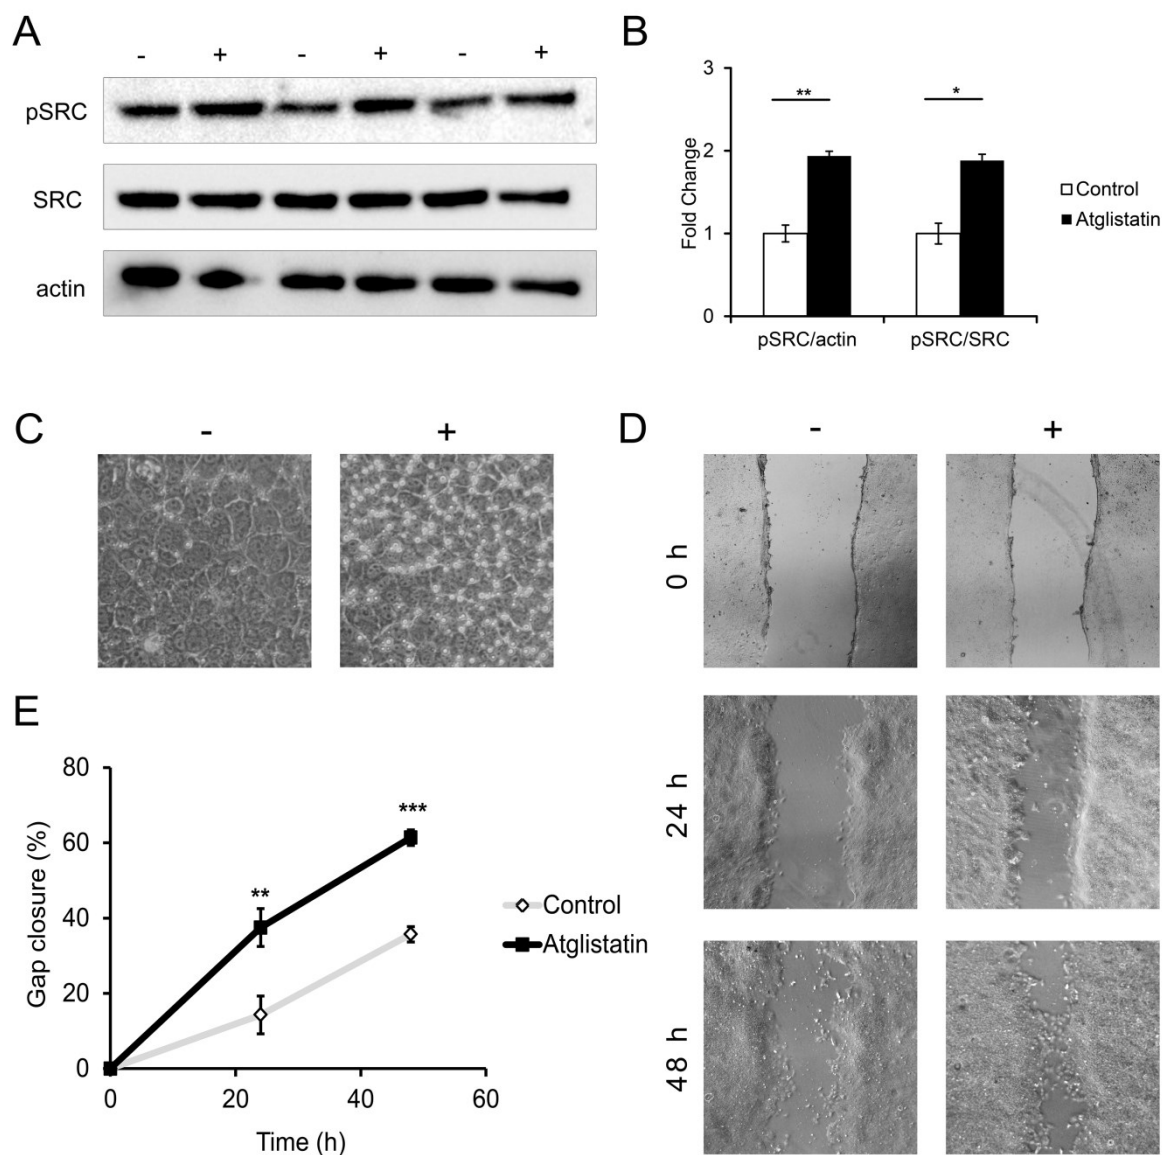 A
- + - + - +
pSRC
SRC
actin
B
3
2
1
0
Fold Change
** *
Control
Atglistatin
pSRC/actin pSRC/SRC
C
- +
D
- +
0 h
24 h
48 h
E
80
60
40
20
0
Gap closure (%)
***
**
Control
Atglistatin
0 20 40 60
Time (h)